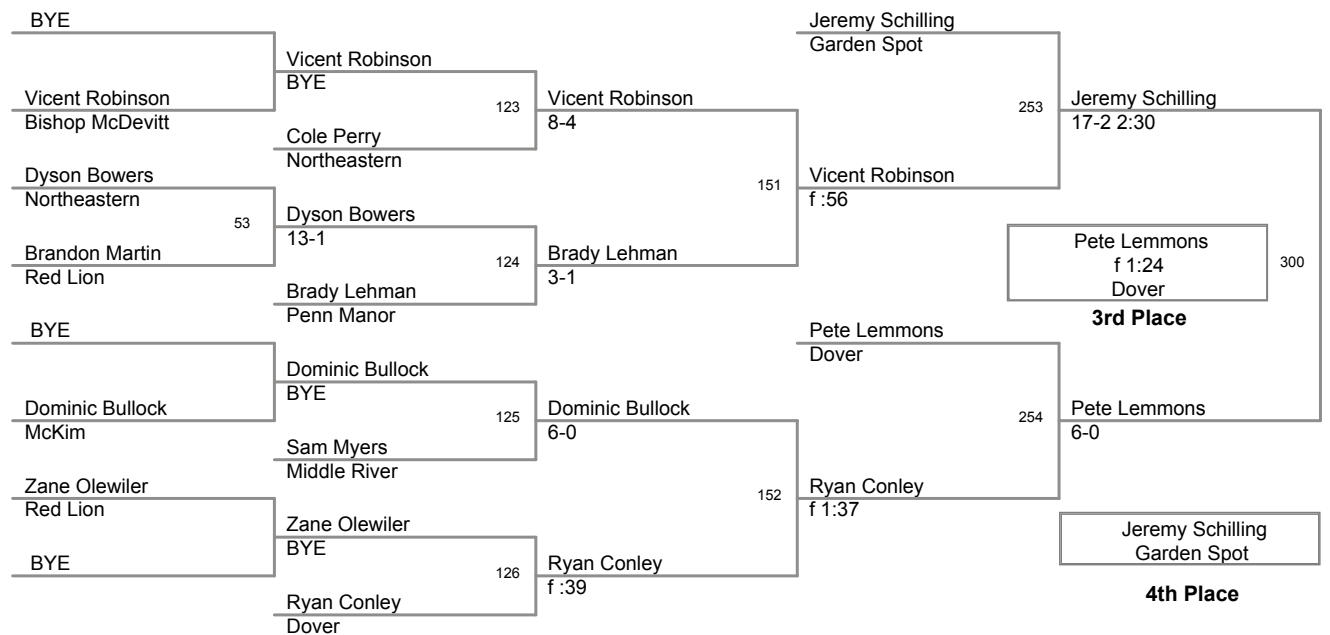 BYE
Vicent Robinson
Bishop McDevitt
Dyson Bowers
Northeastern
53
Brandon Martin
Red Lion
BYE
Dominic Bullock
McKim
Zane Olewiler
Red Lion
BYE
Vicent Robinson
BYE
123
Cole Perry
Northeastern
Dyson Bowers
13-1
124
Brady Lehman
Penn Manor
Dominic Bullock
BYE
125
Sam Myers
Middle River
Zane Olewiler
BYE
126
Ryan Conley
Dover
Vicent Robinson
8-4
151
Brady Lehman
3-1
Dominic Bullock
6-0
152
Ryan Conley
f :39
Jeremy Schilling
Garden Spot
253
Vicent Robinson
f :56
Pete Lemmons
Dover
254
Ryan Conley
f 1:37
Jeremy Schilling
17-2 2:30
Pete Lemmons
f 1:24
Dover
300
3rd Place
Pete Lemmons
6-0
Jeremy Schilling
Garden Spot
4th Place